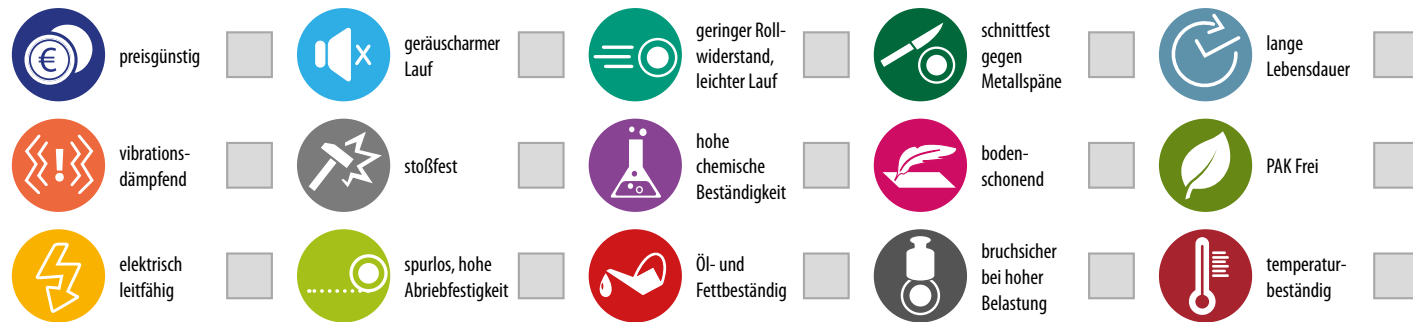 preisgünstig
geräuscharmer
Lauf
geringer Roll-
widerstand,
leichter Lauf
schnittfest
gegen
Metallspäne
lange
Lebensdauer
vibrations-
dämpfend
stoßfest
hohe
chemische
Beständigkeit
boden-
schonend
PAK Frei
elektrisch
leitfähig
spurlos, hohe
Abriebfestigkeit
Öl- und
Fettbeständig
bruchsicher
bei hoher
Belastung
temperatur-
beständig